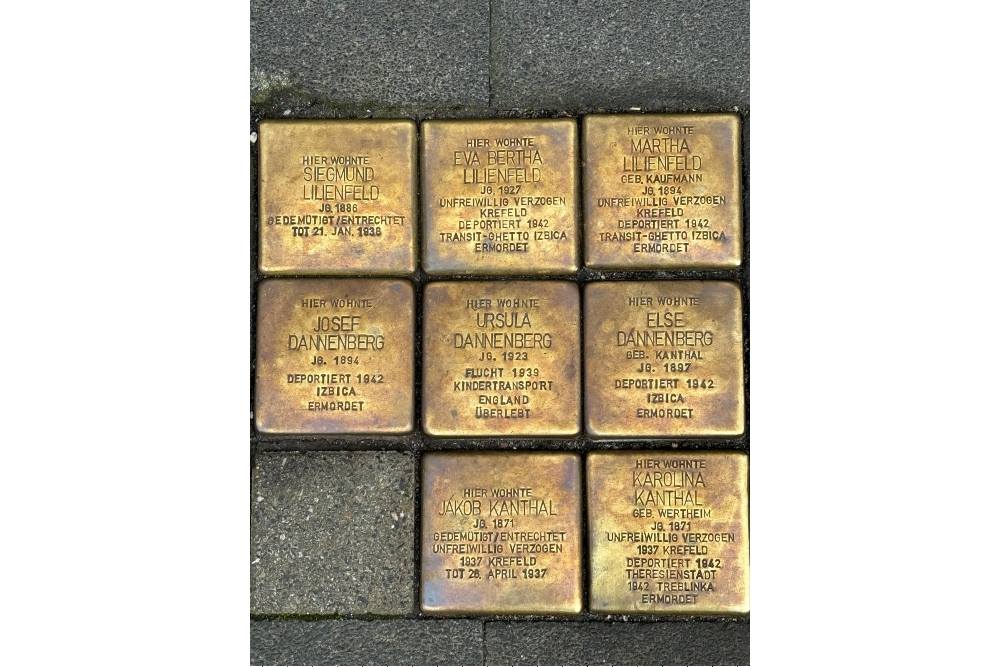 HIER WOHNTE
SIEGMUND
LILIENFELD
JG. 1886
GEDEMÜTIGT/ENTRECHTET
TOT 21. JAN. 1938
HIER WOHNTE
EVA BERTHA
LILIENFELD
JG. 1927
UNFREIWILLIG VERZOGEN
KREFELD
DEPORTIERT 1942
TRANSIT-GHETTO IZBICA
ERMORDET
HIER WOHNTE
MARTHA
LILIENFELD
GEB. KAUFMANN
JG. 1894
UNFREIWILLIG VERZOGEN
KREFELD
DEPORTIERT 1942
TRANSIT-GHETTO IZBICA
ERMORDET
HIER WOHNTE
JOSEF
DANNENBERG
JG. 1894
DEPORTIERT 1942
IZBICA
ERMORDET
HIER WOHNTE
URSULA
DANNENBERG
JG. 1923
FLUCHT 1939
KINDERTRANSPORT
ENGLAND
ÜBERLEBT
HIER WOHNTE
ELSE
DANNENBERG
GEB. KANTHAL
JG. 1897
DEPORTIERT 1942
IZBICA
ERMORDET
HIER WOHNTE
JAKOB KANTHAL
JG. 1871
GEDEMÜTIGT/ENTRECHTET
UNFREIWILLIG VERZOGEN
1937 KREFELD
TOT 26. APRIL 1937
HIER WOHNTE
KAROLINA
KANTHAL
GEB. WERTHEIM
JG. 1871
UNFREIWILLIG VERZOGEN
1937 KREFELD
DEPORTIERT 1942
THERESIENSTADT
1942 TREBLINKA
ERMORDET